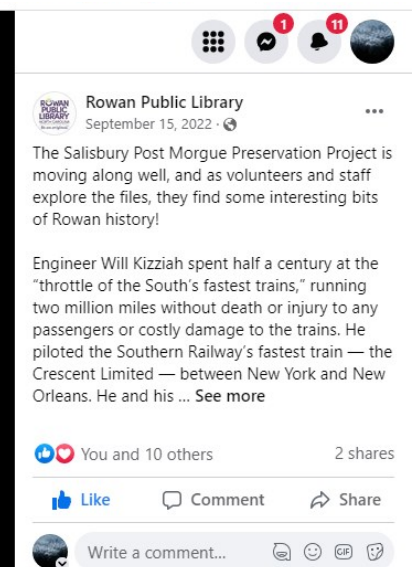 1
11
ROWAN
PUBLIC
LIBRARY
Rowan Public Library
September 15, 2022 ·
The Salisbury Post Morgue Preservation Project is
moving along well, and as volunteers and staff
explore the files, they find some interesting bits
of Rowan history!
Engineer Will Kizziah spent half a century at the
“throttle of the South’s fastest trains,” running
two million miles without death or injury to any
passengers or costly damage to the trains. He
piloted the Southern Railway’s fastest train — the
Crescent Limited — between New York and New
Orleans. He and his ... See more
You and 10 others 2 shares
Like Comment Share
Write a comment... GIF